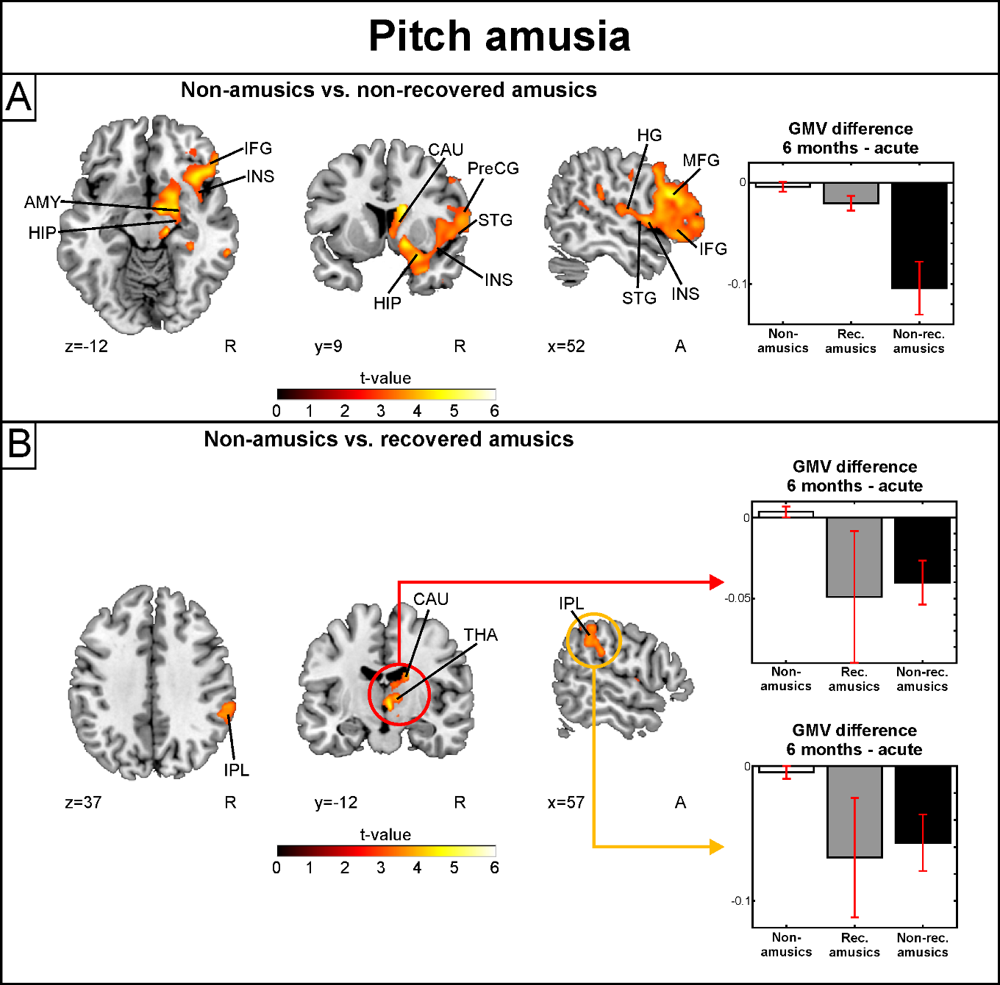 Pitch amusia
A
Non-amusics vs. non-recovered amusics
IFG
INS
AMY
HIP
CAU
PreCG
STG
INS
HIP
HG
MFG
IFG
INS
STG
GMV difference
6 months - acute
0
-0.1
Non-
amusics
Rec.
amusics
Non-rec.
amusics
z=-12
R
y=9
R
x=52
A
t-value
0 1 2 3 4 5 6
B
Non-amusics vs. recovered amusics
IPL
CAU
THA
IPL
GMV difference
6 months - acute
0
-0.05
Non-
amusics
Rec.
amusics
Non-rec.
amusics
GMV difference
6 months - acute
0
-0.1
Non-
amusics
Rec.
amusics
Non-rec.
amusics
z=37
R
y=-12
R
x=57
A
t-value
0 1 2 3 4 5 6